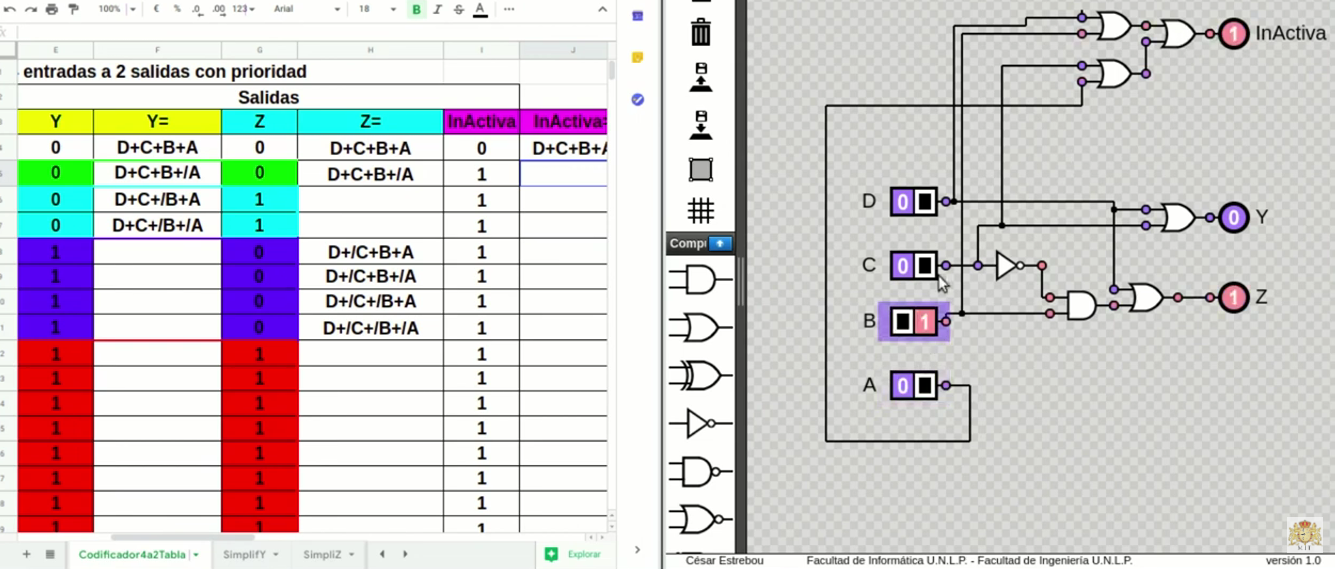 100% € % .0 .00 123 Arial 18 B I S A ...
E F G H I J
entradas a 2 salidas con prioridad
Salidas
Y Y= Z Z= InActiva InActiva=
0 D+C+B+A 0 D+C+B+A 0 D+C+B+A
0 D+C+B+/A 0 D+C+B+/A 1
0 D+C+/B+A 1 1
0 D+C+/B+/A 1 1
1 0 D+/C+B+A 1
1 0 D+/C+B+/A 1
1 0 D+/C+/B+A 1
1 0 D+/C+/B+/A 1
1 1 1
1 1 1
1 1 1
1 1 1
1 1 1
1 1 1
1 1 1
1 1 1
Codificador4a2Tabla SimplifY SimpliZ Explorar
Compu
1 InActiva
D 0
0 Y
C 0
1 Z
B 1
A 0
César Estrebou Facultad de Informática U.N.L.P. - Facultad de Ingeniería U.N.L.P. versión 1.0